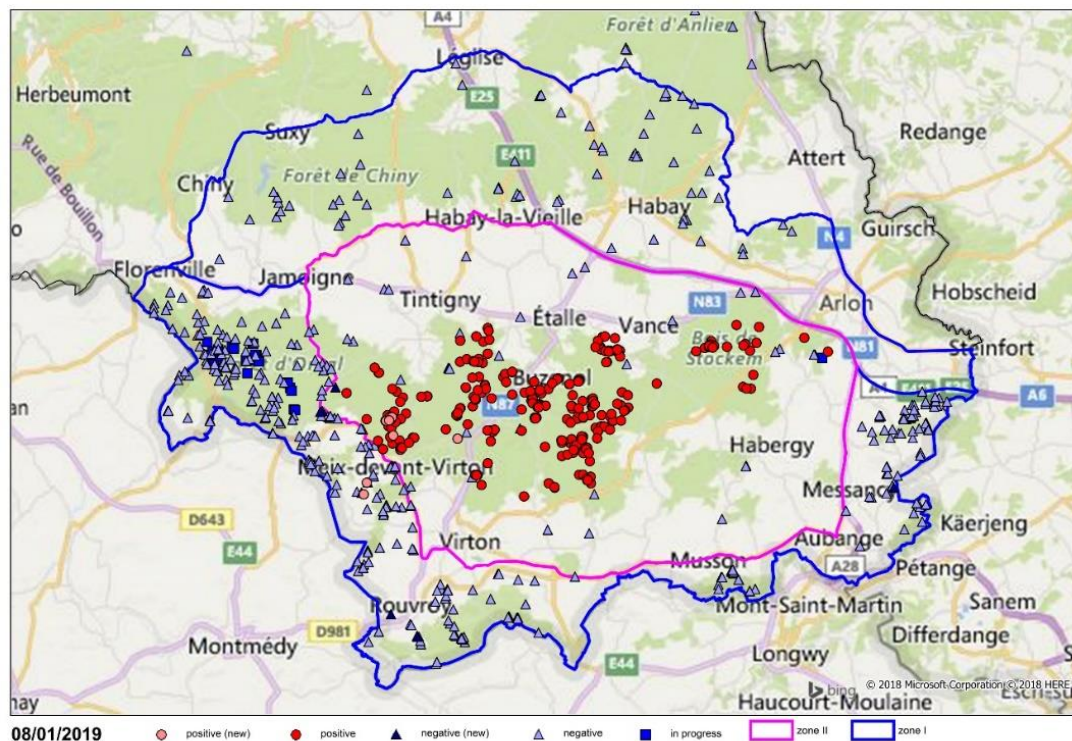 A4
Forêt d'Anlier
Léglise
Herbeumont
E25
Redange
Suxy
Rue de Bouillon
E411
Attert
Chiny
Forêt de Chiny
Habay-la-Vieille
Habay
Guirsch
N4
Florenville
Jamoigne
Hobscheid
Tintigny
N83
Arlon
Étalle
Vance
Bois de
Stockem
N81
Steinfort
A6
N87
Habergy
Meix-devant-Virton
Messancy
D643
Käerjeng
E44
Virton
Aubange
Musson
A28
Pétange
Rouvroy
Mont-Saint-Martin
Sanem
D981
Montmédy
Differdange
Longwy
E44
© 2018 Microsoft Corporation © 2018 HERE
bing
Haucourt-Moulaine
08/01/2019 positive (new) positive negative (new) negative in progress zone II zone I